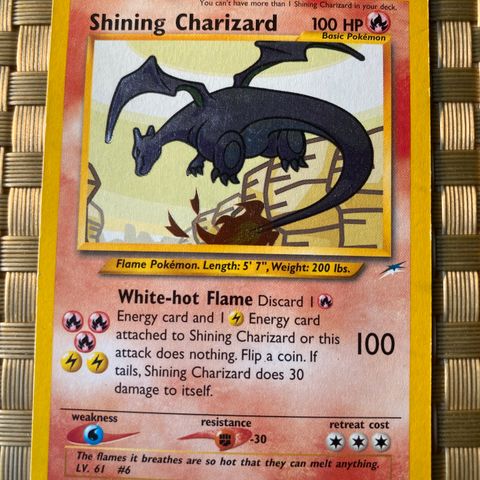 You can't have more than 1 Shining Charizard in your deck.
Shining Charizard 100 HP
Basic Pokémon
Flame Pokémon. Length: 5' 7", Weight: 200 lbs.
White-hot Flame Discard 1
Energy card and 1 Energy card
attached to Shining Charizard or this
attack does nothing. Flip a coin. If
tails, Shining Charizard does 30
damage to itself.
100
weakness
resistance
-30
retreat cost
The flames it breathes are so hot that they can melt anything.
LV. 61 #6